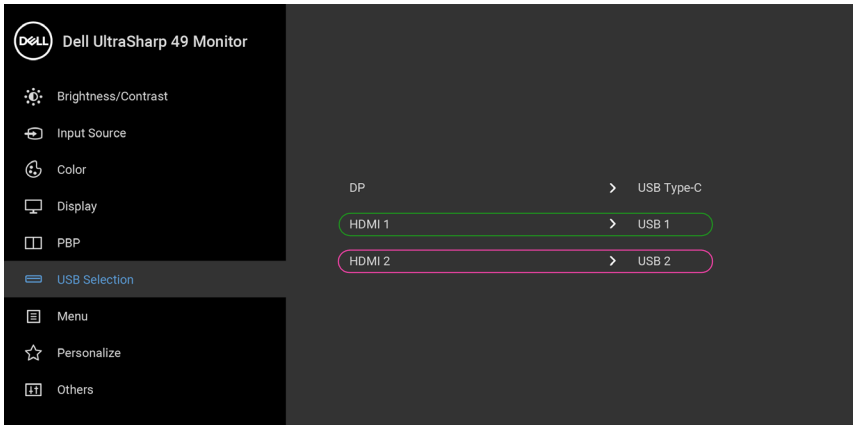 DELL
Dell UltraSharp 49 Monitor
Brightness/Contrast
Input Source
Color
Display
PBP
USB Selection
Menu
Personalize
Others
DP > USB Type-C
HDMI 1 > USB 1
HDMI 2 > USB 2